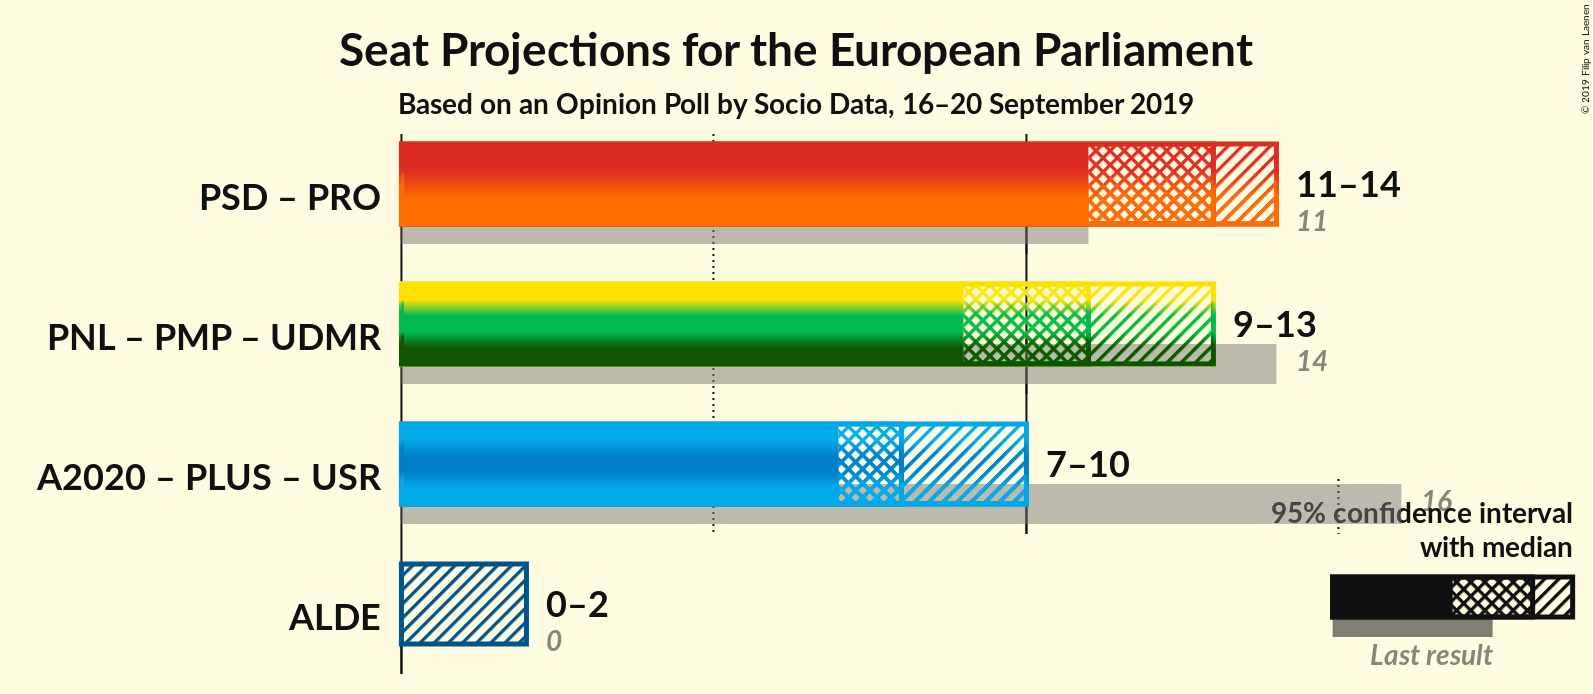 Seat Projections for the European Parliament
Based on an Opinion Poll by Socio Data, 16–20 September 2019
© 2019 Filip van Laenen
PSD – PRO
11–14
11
PNL – PMP – UDMR
9–13
14
A2020 – PLUS – USR
7–10
16
95% confidence interval
with median
ALDE
0–2
0
Last result